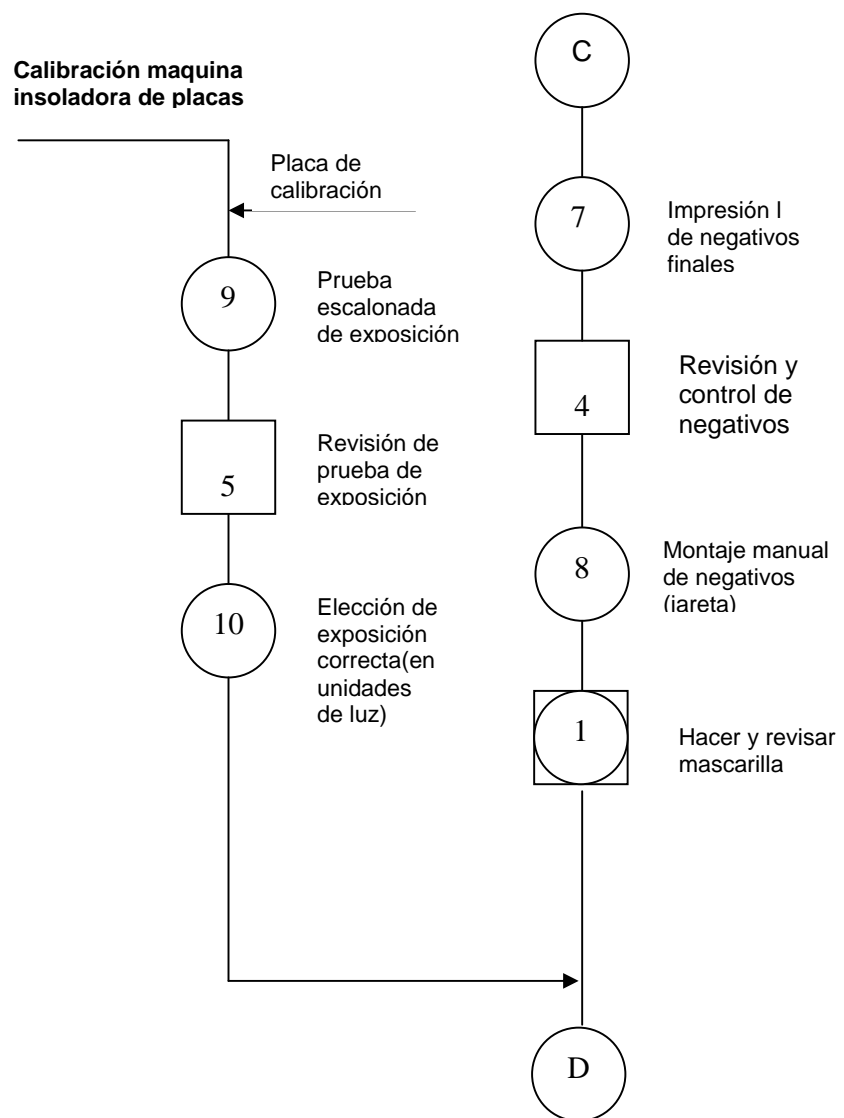 Calibración maquina
insoladora de placas
Placa de
calibración
9
Prueba
escalonada
de exposición
5
Revisión de
prueba de
exposición
10
Elección de
exposición
correcta(en
unidades
de luz)
C
7
Impresión l
de negativos
finales
4
Revisión y
control de
negativos
8
Montaje manual
de negativos
(jareta)
1
Hacer y revisar
mascarilla
D